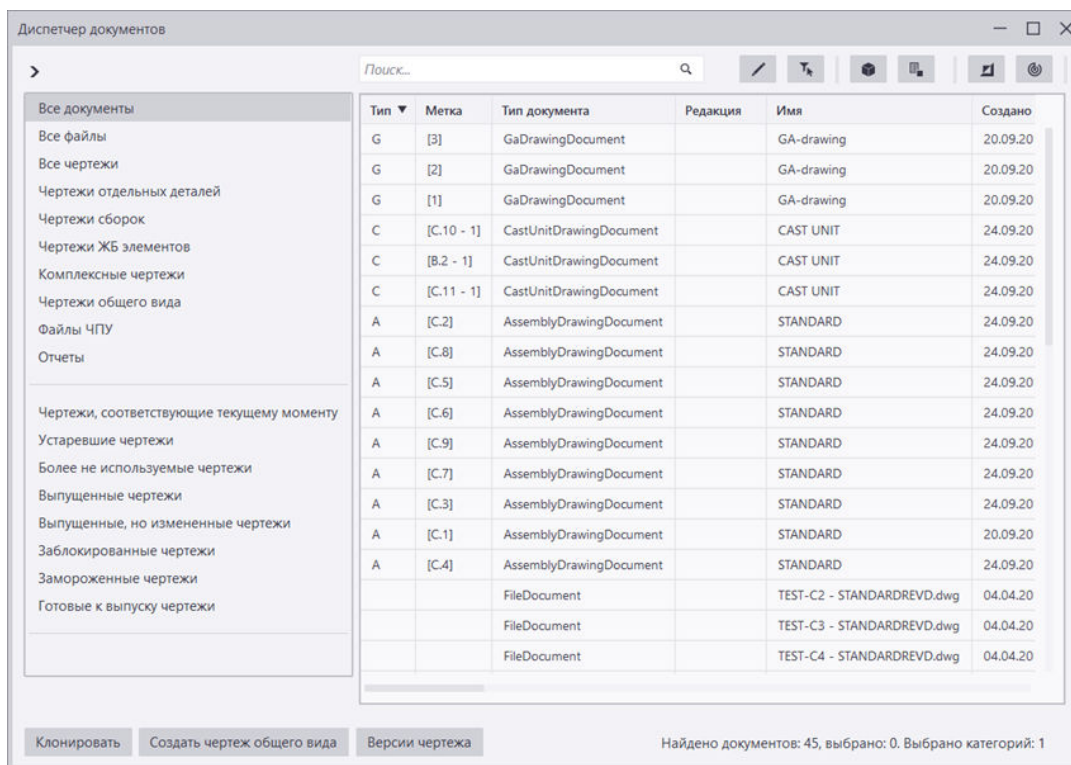 Диспетчер документов
Поиск...
Все документы
Все файлы
Все чертежи
Чертежи отдельных деталей
Чертежи сборок
Чертежи ЖБ элементов
Комплексные чертежи
Чертежи общего вида
Файлы ЧПУ
Отчеты
Чертежи, соответствующие текущему моменту
Устаревшие чертежи
Более не используемые чертежи
Выпущенные чертежи
Выпущенные, но измененные чертежи
Заблокированные чертежи
Замороженные чертежи
Готовые к выпуску чертежи
Тип Метка Тип документа Редакция Имя Создано
G [3] GaDrawingDocument GA-drawing 20.09.20
G [2] GaDrawingDocument GA-drawing 20.09.20
G [1] GaDrawingDocument GA-drawing 20.09.20
C [C.10 - 1] CastUnitDrawingDocument CAST UNIT 24.09.20
C [B.2 - 1] CastUnitDrawingDocument CAST UNIT 24.09.20
C [C.11 - 1] CastUnitDrawingDocument CAST UNIT 24.09.20
A [C.2] AssemblyDrawingDocument STANDARD 24.09.20
A [C.8] AssemblyDrawingDocument STANDARD 24.09.20
A [C.5] AssemblyDrawingDocument STANDARD 24.09.20
A [C.6] AssemblyDrawingDocument STANDARD 24.09.20
A [C.9] AssemblyDrawingDocument STANDARD 24.09.20
A [C.7] AssemblyDrawingDocument STANDARD 24.09.20
A [C.3] AssemblyDrawingDocument STANDARD 24.09.20
A [C.1] AssemblyDrawingDocument STANDARD 20.09.20
A [C.4] AssemblyDrawingDocument STANDARD 24.09.20
FileDocument TEST-C2 - STANDARDREVD.dwg 04.04.20
FileDocument TEST-C3 - STANDARDREVD.dwg 04.04.20
FileDocument TEST-C4 - STANDARDREVD.dwg 04.04.20
Клонировать Создать чертеж общего вида Версии чертежа Найдено документов: 45, выбрано: 0. Выбрано категорий: 1